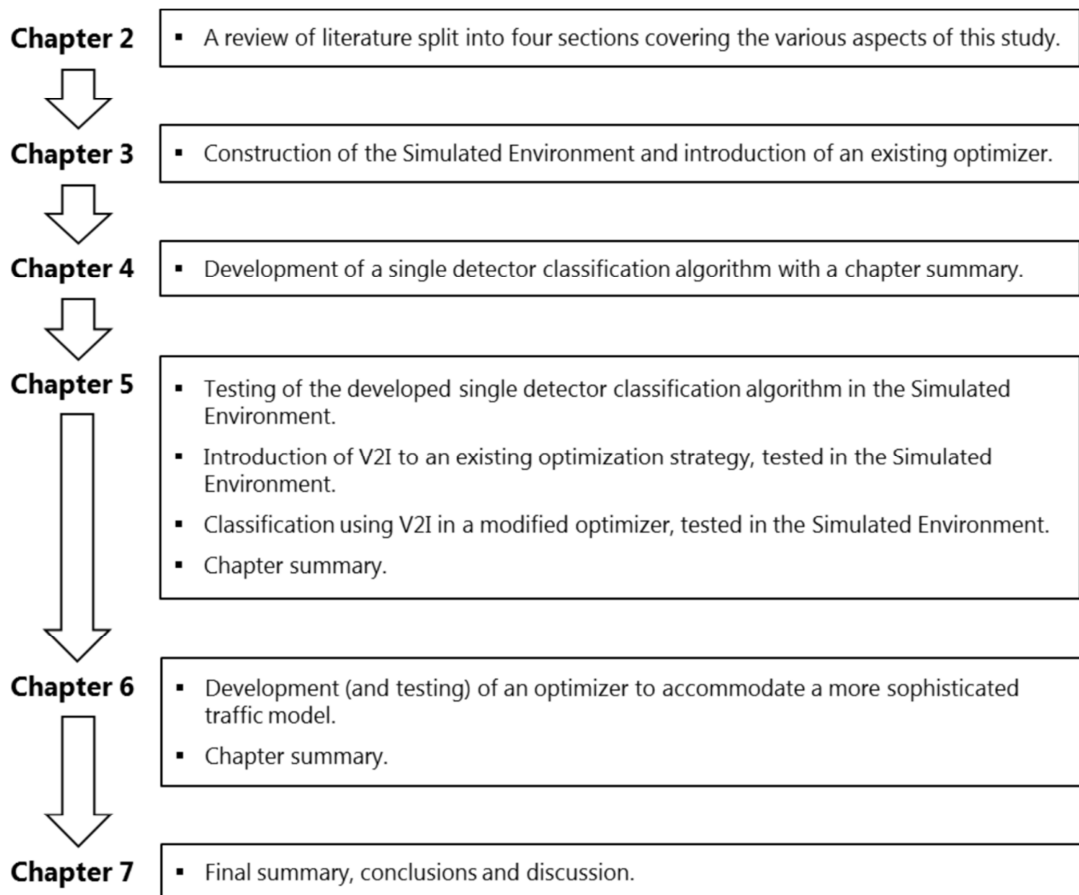 Chapter 2
▪ A review of literature split into four sections covering the various aspects of this study.
Chapter 3
▪ Construction of the Simulated Environment and introduction of an existing optimizer.
Chapter 4
▪ Development of a single detector classification algorithm with a chapter summary.
Chapter 5
▪ Testing of the developed single detector classification algorithm in the Simulated
Environment.
▪ Introduction of V2I to an existing optimization strategy, tested in the Simulated
Environment.
▪ Classification using V2I in a modified optimizer, tested in the Simulated Environment.
▪ Chapter summary.
Chapter 6
▪ Development (and testing) of an optimizer to accommodate a more sophisticated
traffic model.
▪ Chapter summary.
Chapter 7
▪ Final summary, conclusions and discussion.